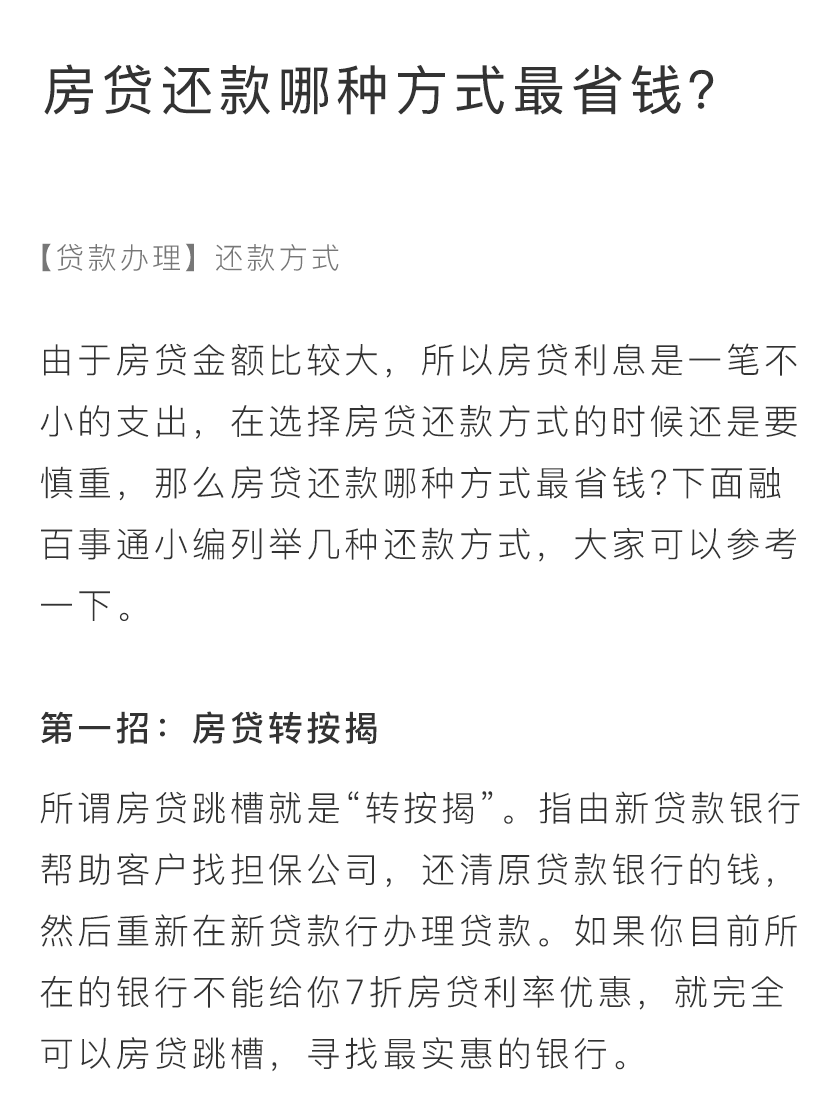 房贷还款哪种方式最省钱?
【贷款办理】还款方式
由于房贷金额比较大，所以房贷利息是一笔不
小的支出，在选择房贷还款方式的时候还是要
慎重，那么房贷还款哪种方式最省钱?下面融
百事通小编列举几种还款方式，大家可以参考
一下。
第一招：房贷转按揭
所谓房贷跳槽就是“转按揭”。指由新贷款银行
帮助客户找担保公司，还清原贷款银行的钱，
然后重新在新贷款行办理贷款。如果你目前所
在的银行不能给你7折房贷利率优惠，就完全
可以房贷跳槽，寻找最实惠的银行。